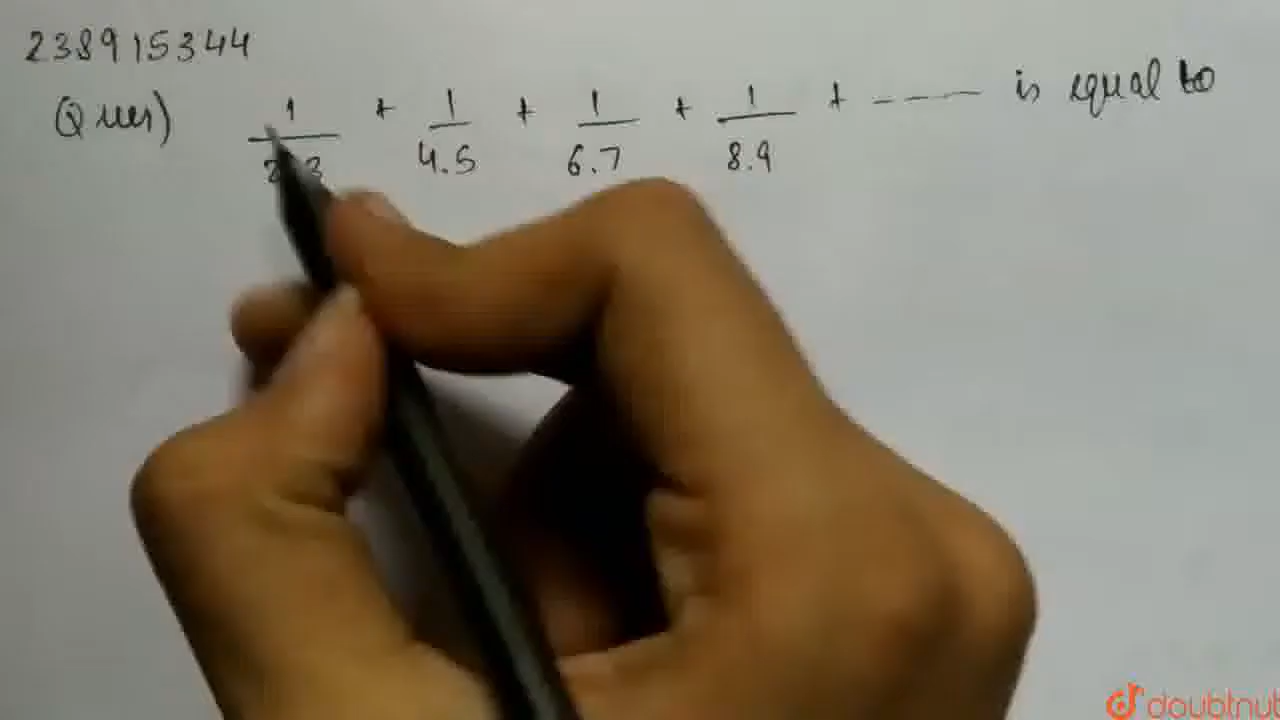 238915344
Ques) 1/2.3 + 1/4.5 + 1/6.7 + 1/8.9 + ---- is equal to
doubtnut